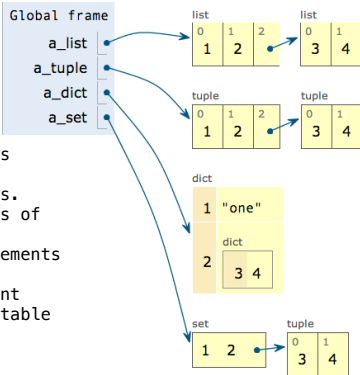 Global frame
a_list
a_tuple
a_dict
a_set
list
0 1 2
1 2
list
0 1
3 4
tuple
0 1 2
1 2
tuple
0 1
3 4
dict
1 "one"
2
dict
3 4
set
1 2
tuple
0 1
3 4
s
s.
s of
ements
nt
table